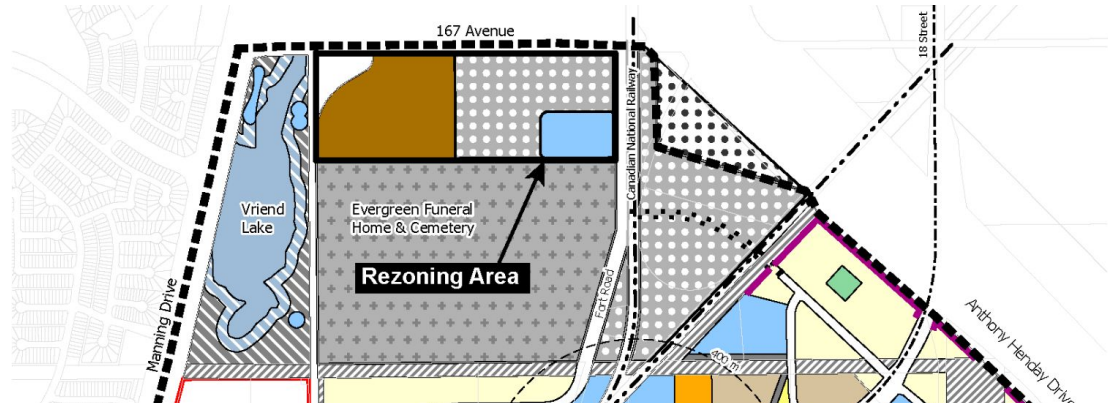 167 Avenue
18 Street
Canadian National Railway
Vriend
Lake
Evergreen Funeral
Home & Cemetery
Rezoning Area
Fort Road
Manning Drive
400 m
Anthony Henday Drive